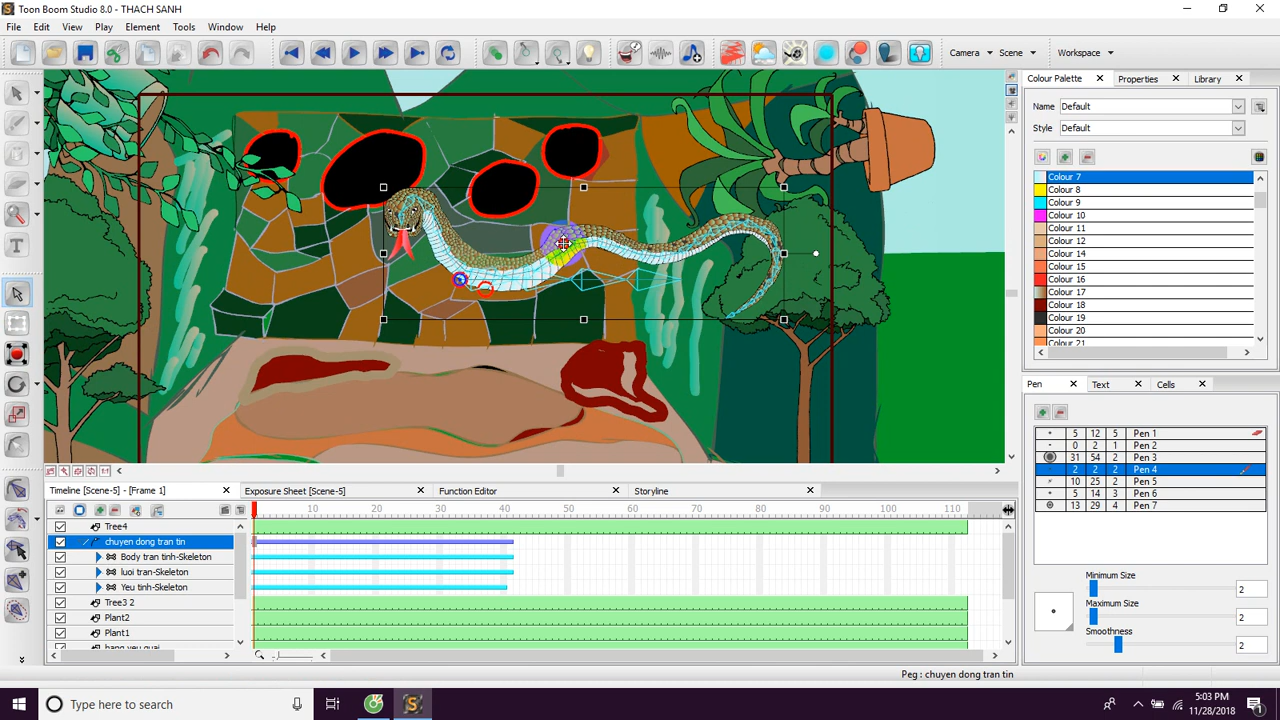 Toon Boom Studio 8.0 - THACH SANH
File Edit View Play Element Tools Window Help
Camera Scene Workspace
Colour Palette Properties Library
Name Default
Style Default
Colour 7
Colour 8
Colour 9
Colour 10
Colour 11
Colour 12
Colour 14
Colour 15
Colour 16
Colour 17
Colour 18
Colour 19
Colour 20
Colour 21
Pen Text Cells
5 12 5 Pen 1
0 2 1 Pen 2
31 54 2 Pen 3
2 2 2 Pen 4
10 25 2 Pen 5
5 14 3 Pen 6
13 29 4 Pen 7
Minimum Size
2
Maximum Size
2
Smoothness
2
1:1
Timeline [Scene-5] - [Frame 1] Exposure Sheet [Scene-5] Function Editor Storyline
10 20 30 40 50 60 70 80 90 100 110
Tree4
chuyen dong tran tin
Body tran tinh-Skeleton
luoi tran-Skeleton
Yeu tinh-Skeleton
Tree3 2
Plant2
Plant1
hang yeu quai
Peg : chuyen dong tran tin
Type here to search
5:03 PM
11/28/2018